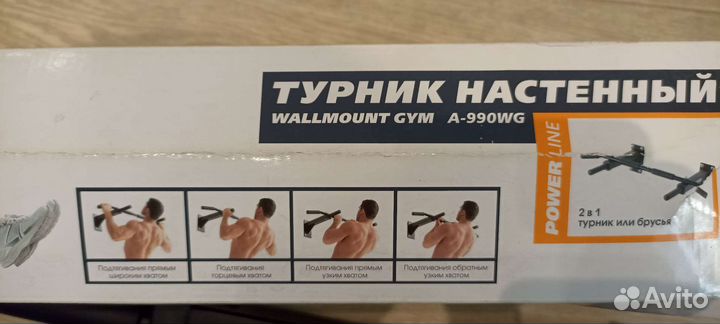 ТУРНИК НАСТЕННЫЙ
WALLMOUNT GYM A-990WG
POWER LINE
2 в 1
турник или брусья
Подтягивания прямым
широким хватом
Подтягивания
торцевым хватом
Подтягивания прямым
узким хватом
Подтягивания обратным
узким хватом
Avito